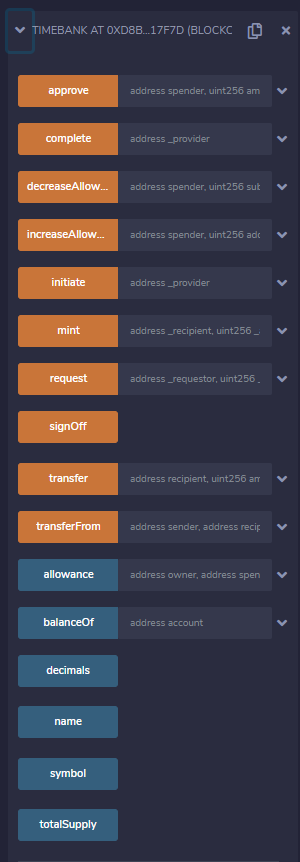 TIMEBANK AT 0XD8B...17F7D (BLOCKC
approve address spender, uint256 am
complete address _provider
decreaseAllow... address spender, uint256 sub
increaseAllow... address spender, uint256 add
initiate address _provider
mint address _recipient, uint256 _
request address _requestor, uint256 _
signOff
transfer address recipient, uint256 am
transferFrom address sender, address recip
allowance address owner, address spen
balanceOf address account
decimals
name
symbol
totalSupply